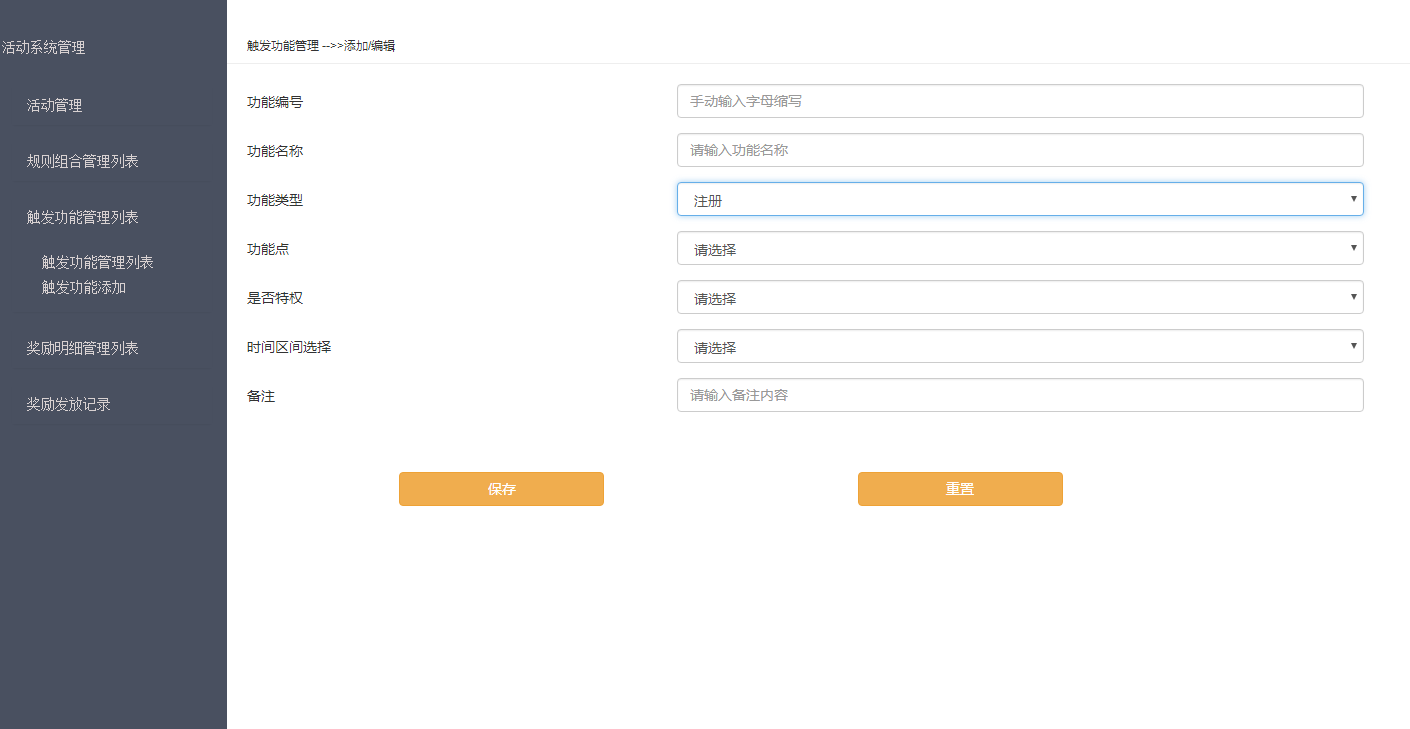 活动系统管理
活动管理
规则组合管理列表
触发功能管理列表
触发功能管理列表
触发功能添加
奖励明细管理列表
奖励发放记录
触发功能管理 -->>添加/编辑
功能编号 手动输入字母缩写
功能名称 请输入功能名称
功能类型 注册
功能点 请选择
是否特权 请选择
时间区间选择 请选择
备注 请输入备注内容
保存 重置